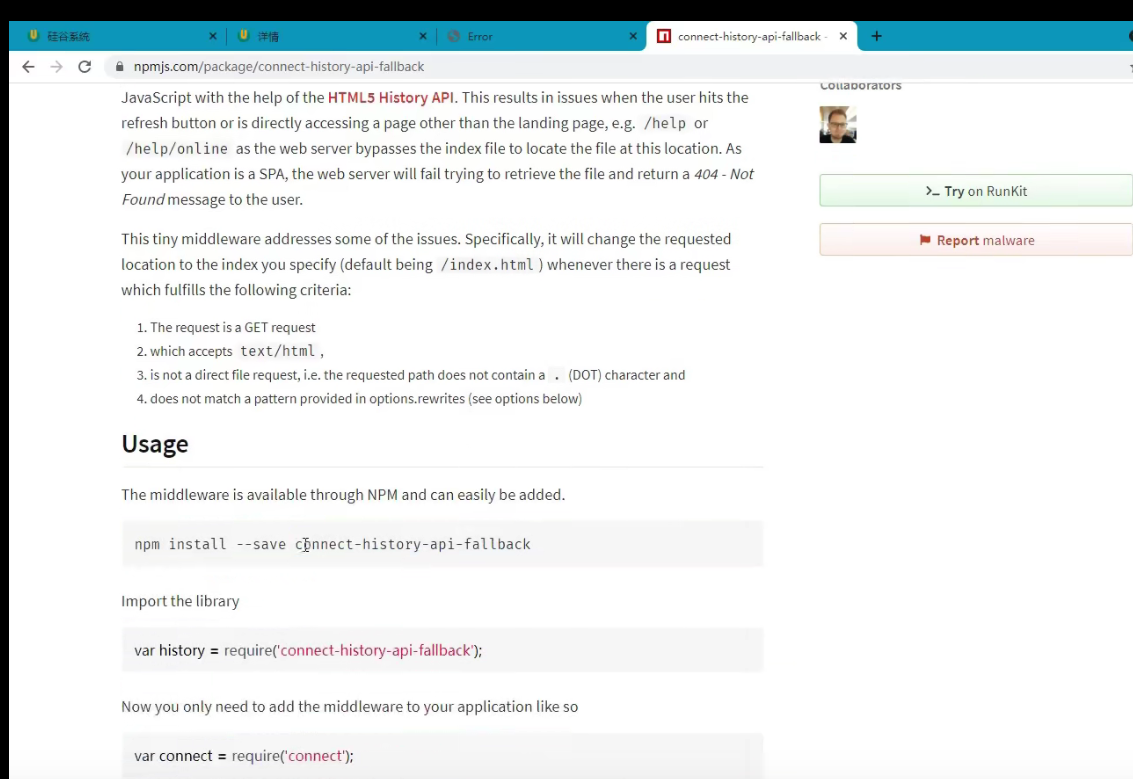 硅谷系统
详情
Error
connect-history-api-fallback -
npmjs.com/package/connect-history-api-fallback
JavaScript with the help of the HTML5 History API. This results in issues when the user hits the
refresh button or is directly accessing a page other than the landing page, e.g. /help or
/help/online as the web server bypasses the index file to locate the file at this location. As
your application is a SPA, the web server will fail trying to retrieve the file and return a 404 - Not
Found message to the user.
This tiny middleware addresses some of the issues. Specifically, it will change the requested
location to the index you specify (default being /index.html ) whenever there is a request
which fulfills the following criteria:
1. The request is a GET request
2. which accepts text/html ,
3. is not a direct file request, i.e. the requested path does not contain a . (DOT) character and
4. does not match a pattern provided in options.rewrites (see options below)
Usage
The middleware is available through NPM and can easily be added.
npm install --save connect-history-api-fallback
Import the library
var history = require('connect-history-api-fallback');
Now you only need to add the middleware to your application like so
var connect = require('connect');
Collaborators
Try on RunKit
Report malware